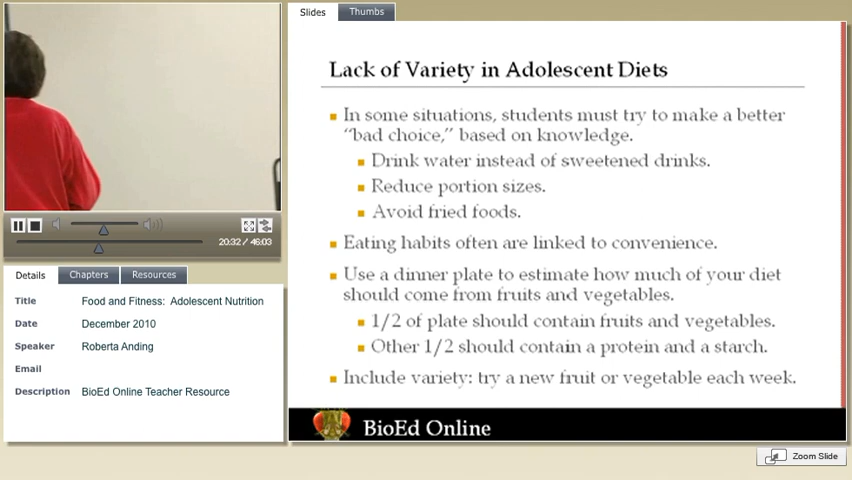 Slides
Thumbs
Lack of Variety in Adolescent Diets
In some situations, students must try to make a better
“bad choice,” based on knowledge.
Drink water instead of sweetened drinks.
Reduce portion sizes.
Avoid fried foods.
Eating habits often are linked to convenience.
Use a dinner plate to estimate how much of your diet
should come from fruits and vegetables.
1/2 of plate should contain fruits and vegetables.
Other 1/2 should contain a protein and a starch.
Include variety: try a new fruit or vegetable each week.
BioEd Online
Zoom Slide
20:32 / 46:03
Details
Chapters
Resources
Title Food and Fitness: Adolescent Nutrition
Date December 2010
Speaker Roberta Anding
Email
Description BioEd Online Teacher Resource